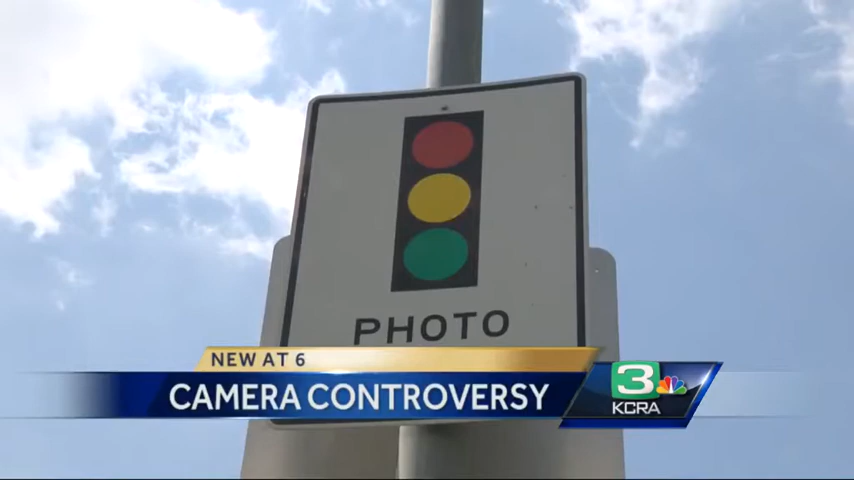 PHOTO
NEW AT 6
CAMERA CONTROVERSY
3
KCRA